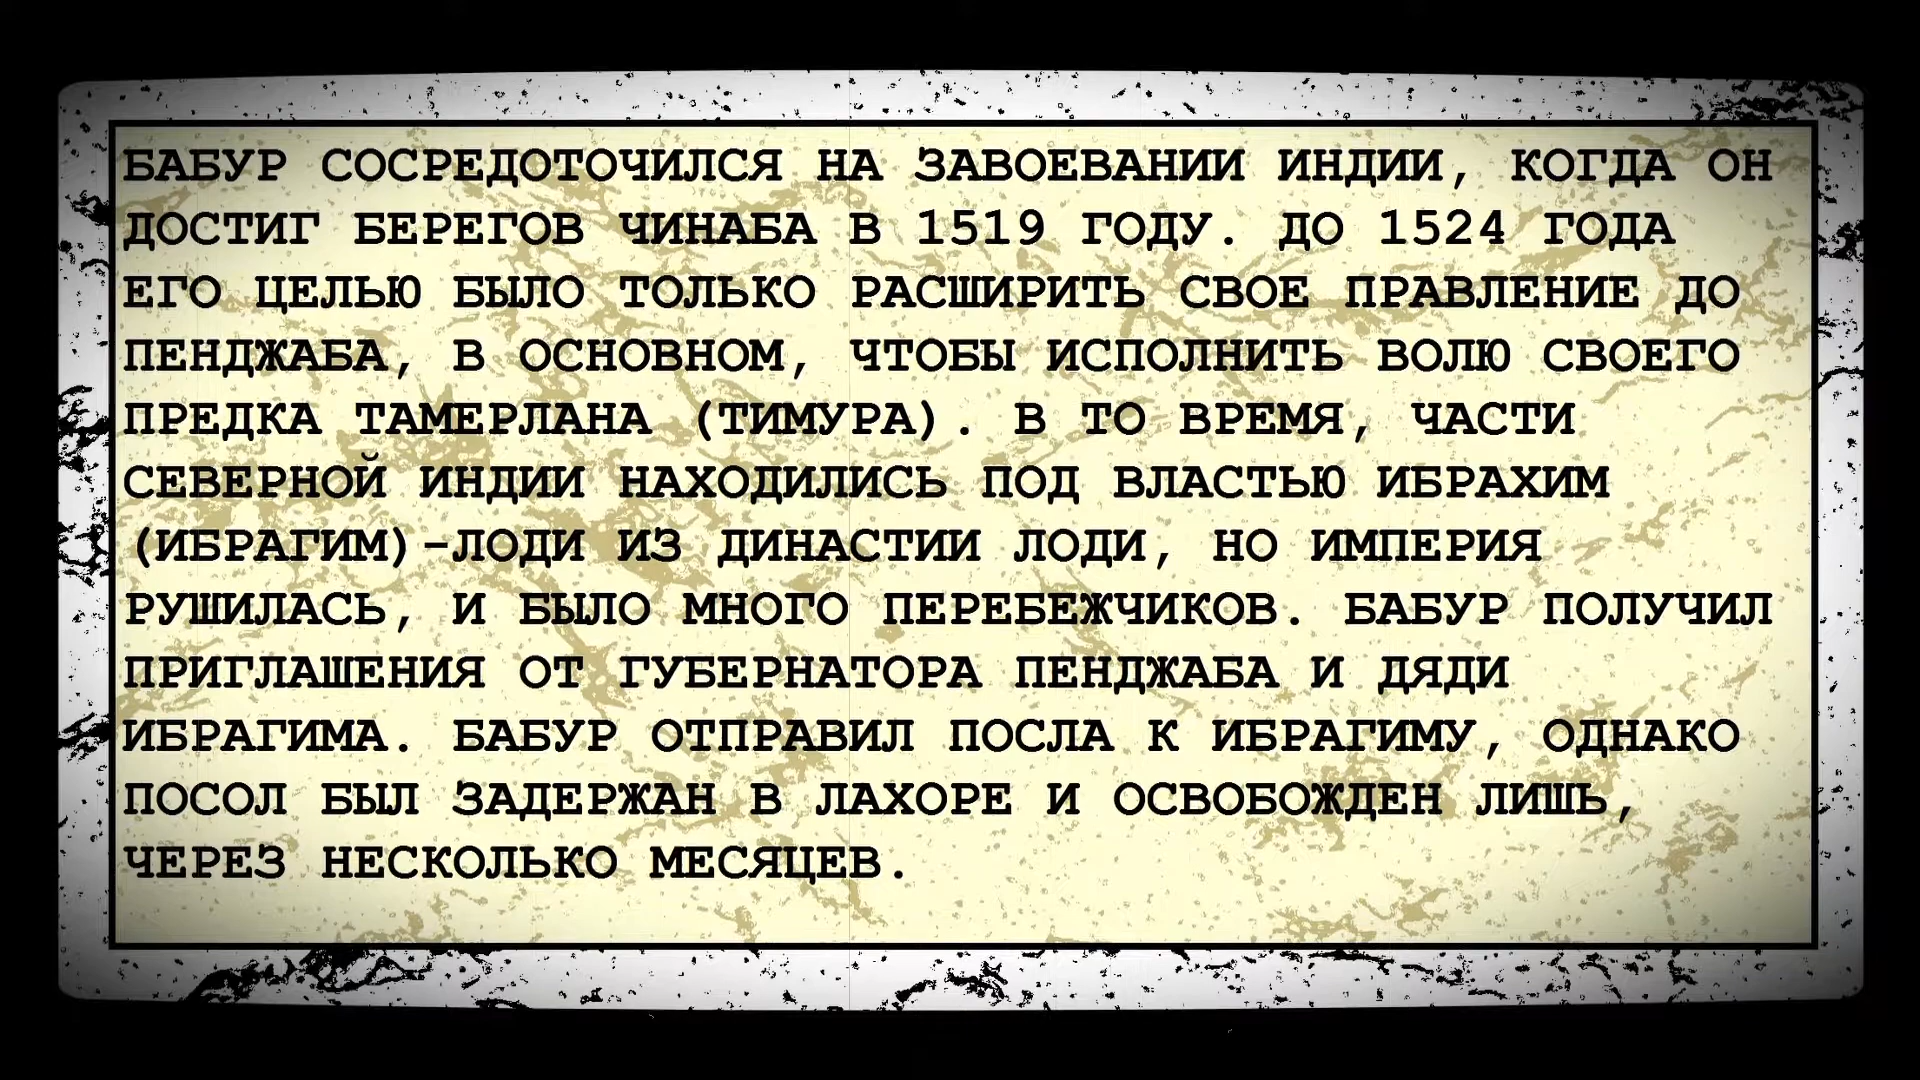 БАБУР СОСРЕДОТОЧИЛСЯ НА ЗАВОЕВАНИИ ИНДИИ, КОГДА ОН
ДОСТИГ БЕРЕГОВ ЧИНАБА В 1519 ГОДУ. ДО 1524 ГОДА
ЕГО ЦЕЛЬЮ БЫЛО ТОЛЬКО РАСШИРИТЬ СВОЕ ПРАВЛЕНИЕ ДО
ПЕНДЖАБА, В ОСНОВНОМ, ЧТОБЫ ИСПОЛНИТЬ ВОЛЮ СВОЕГО
ПРЕДКА ТАМЕРЛАНА (ТИМУРА). В ТО ВРЕМЯ, ЧАСТИ
СЕВЕРНОЙ ИНДИИ НАХОДИЛИСЬ ПОД ВЛАСТЬЮ ИБРАХИМ
(ИБРАГИМ)-ЛОДИ ИЗ ДИНАСТИИ ЛОДИ, НО ИМПЕРИЯ
РУШИЛАСЬ, И БЫЛО МНОГО ПЕРЕБЕЖЧИКОВ. БАБУР ПОЛУЧИЛ
ПРИГЛАШЕНИЯ ОТ ГУБЕРНАТОРА ПЕНДЖАБА И ДЯДИ
ИБРАГИМА. БАБУР ОТПРАВИЛ ПОСЛА К ИБРАГИМУ, ОДНАКО
ПОСОЛ БЫЛ ЗАДЕРЖАН В ЛАХОРЕ И ОСВОБОЖДЕН ЛИШЬ,
ЧЕРЕЗ НЕСКОЛЬКО МЕСЯЦЕВ.